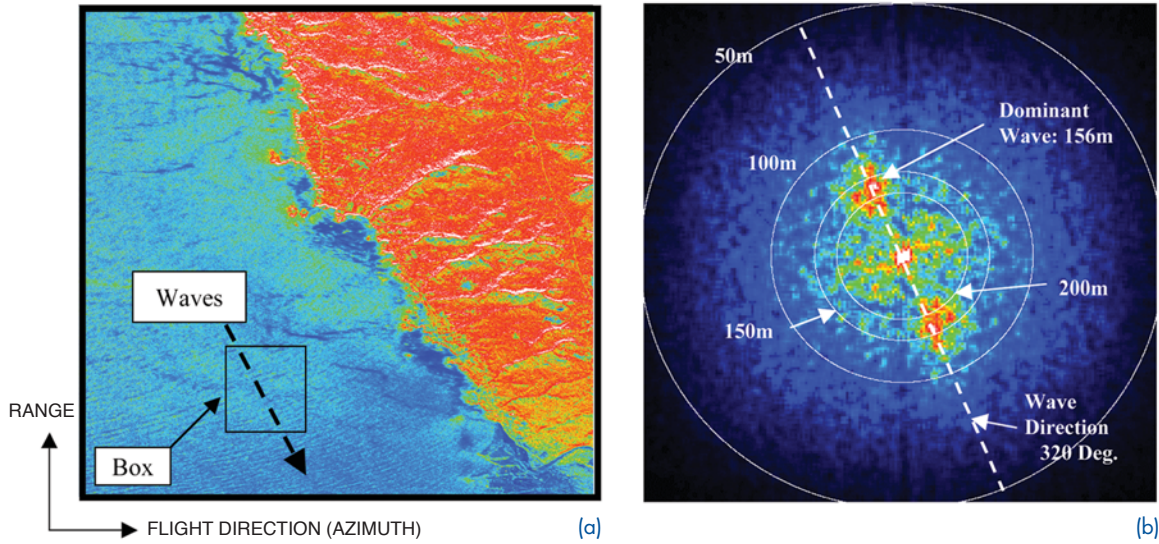 Waves
Box
RANGE
FLIGHT DIRECTION (AZIMUTH)
(a)
50m
Dominant
Wave: 156m
100m
200m
150m
Wave
Direction
320 Deg.
(b)